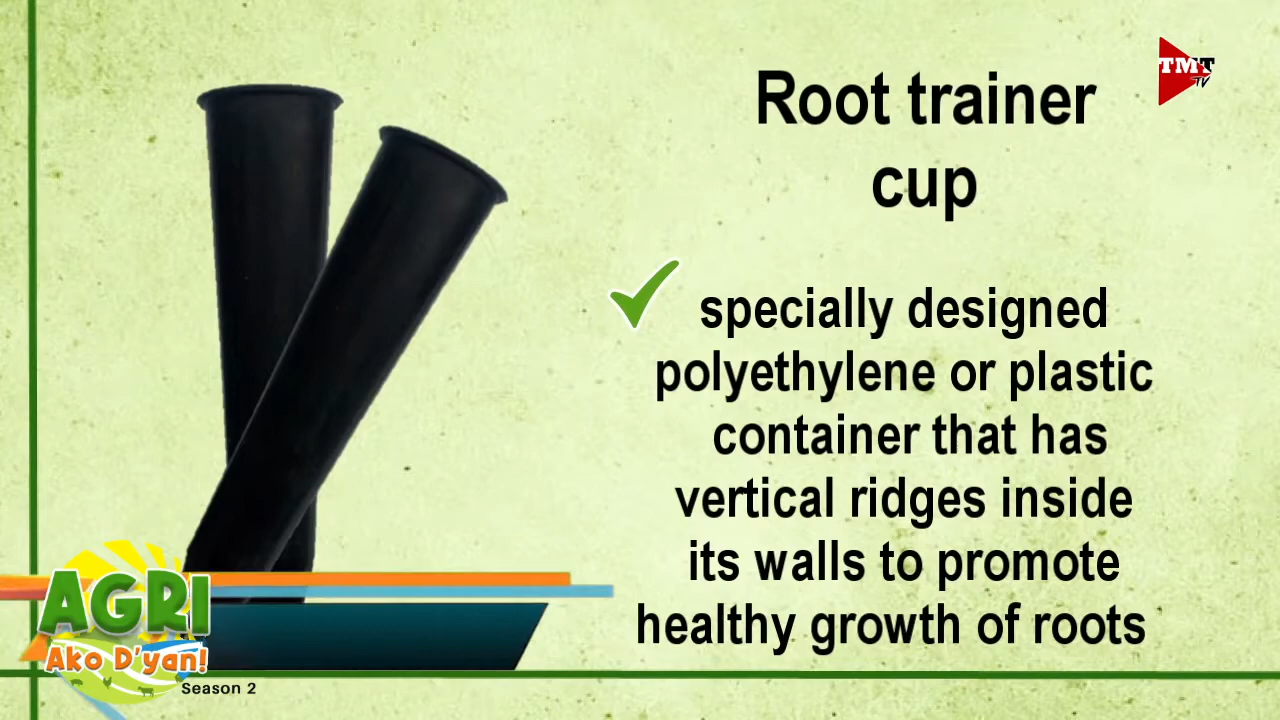 TMT
TV
Root trainer
cup
specially designed
polyethylene or plastic
container that has
vertical ridges inside
its walls to promote
healthy growth of roots
AGRI
Ako D'yan!
Season 2